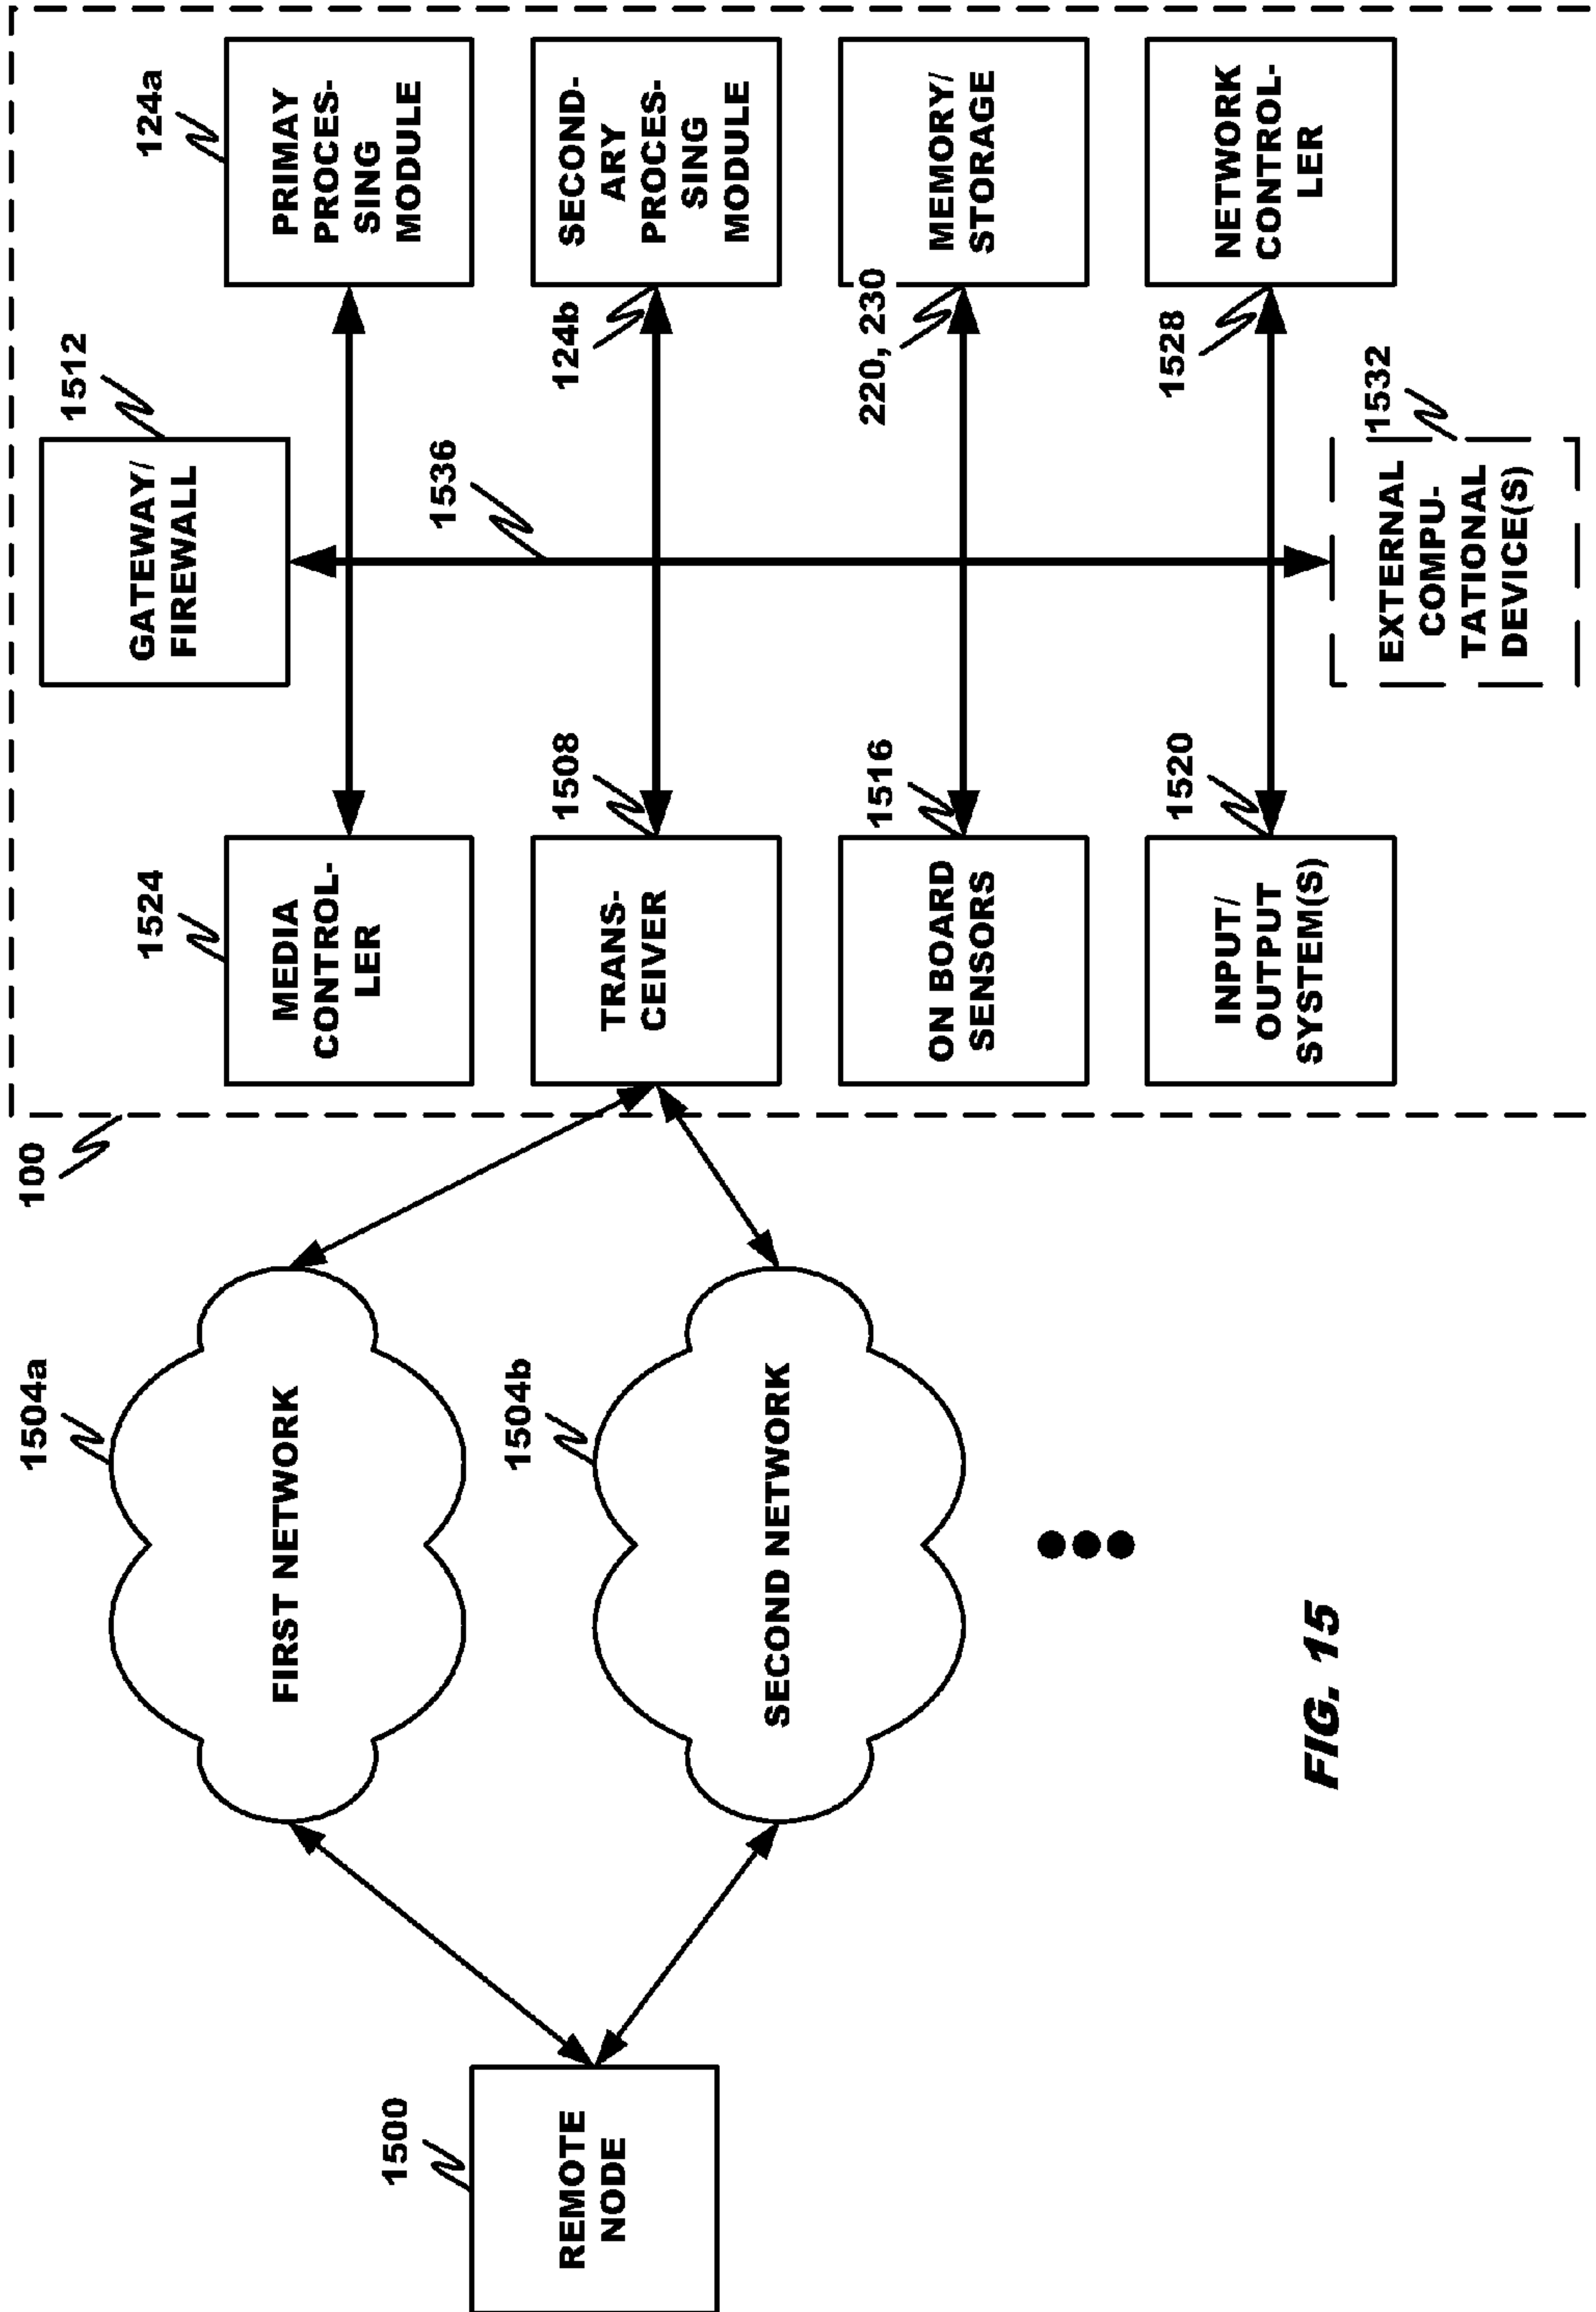 1500
REMOTE
NODE
1504a
FIRST NETWORK
1504b
SECOND NETWORK
100
1524
MEDIA
CONTROL-
LER
1508
TRANS-
CEIVER
1516
ON BOARD
SENSORS
1520
INPUT/
OUTPUT
SYSTEM(S)
1512
GATEWAY/
FIREWALL
1536
1532
EXTERNAL
COMPU-
TATIONAL
DEVICE(S)
124a
PRIMAY
PROCES-
SING
MODULE
124b
SECOND-
ARY
PROCES-
SING
MODULE
220, 230
MEMORY/
STORAGE
1528
NETWORK
CONTROL-
LER
FIG. 15